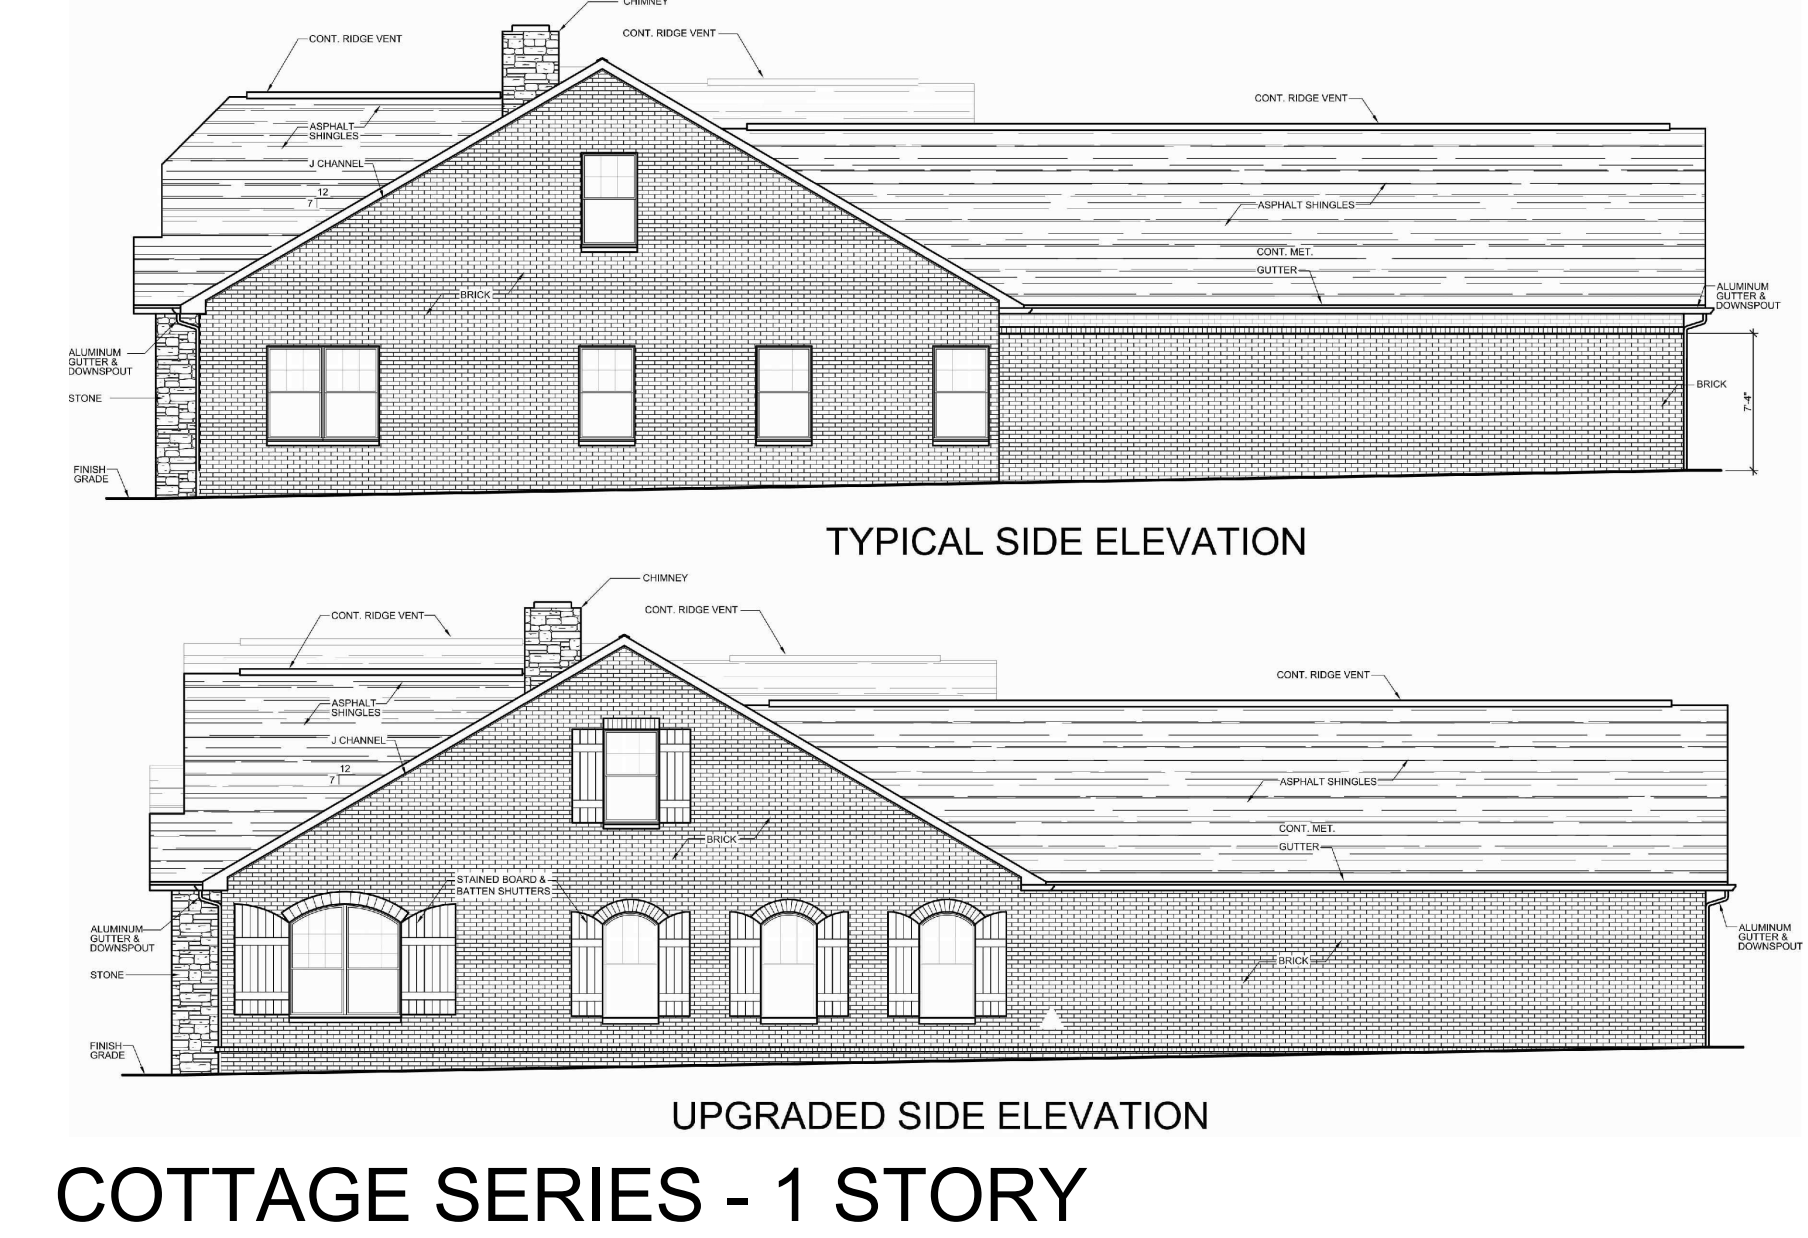 CHIMNEY
CONT. RIDGE VENT
CONT. RIDGE VENT
CONT. RIDGE VENT
ASPHALT
SHINGLES
J CHANNEL
12
7
ASPHALT SHINGLES
CONT. MET.
GUTTER
BRICK
ALUMINUM
GUTTER &
DOWNSPOUT
ALUMINUM
GUTTER &
DOWNSPOUT
STONE
BRICK
7'-4"
FINISH
GRADE
TYPICAL SIDE ELEVATION
CHIMNEY
CONT. RIDGE VENT
CONT. RIDGE VENT
CONT. RIDGE VENT
ASPHALT
SHINGLES
J CHANNEL
12
7
ASPHALT SHINGLES
CONT. MET.
GUTTER
BRICK
STAINED BOARD &
BATTEN SHUTTERS
ALUMINUM
GUTTER &
DOWNSPOUT
ALUMINUM
GUTTER &
DOWNSPOUT
BRICK
STONE
FINISH
GRADE
UPGRADED SIDE ELEVATION
COTTAGE SERIES - 1 STORY